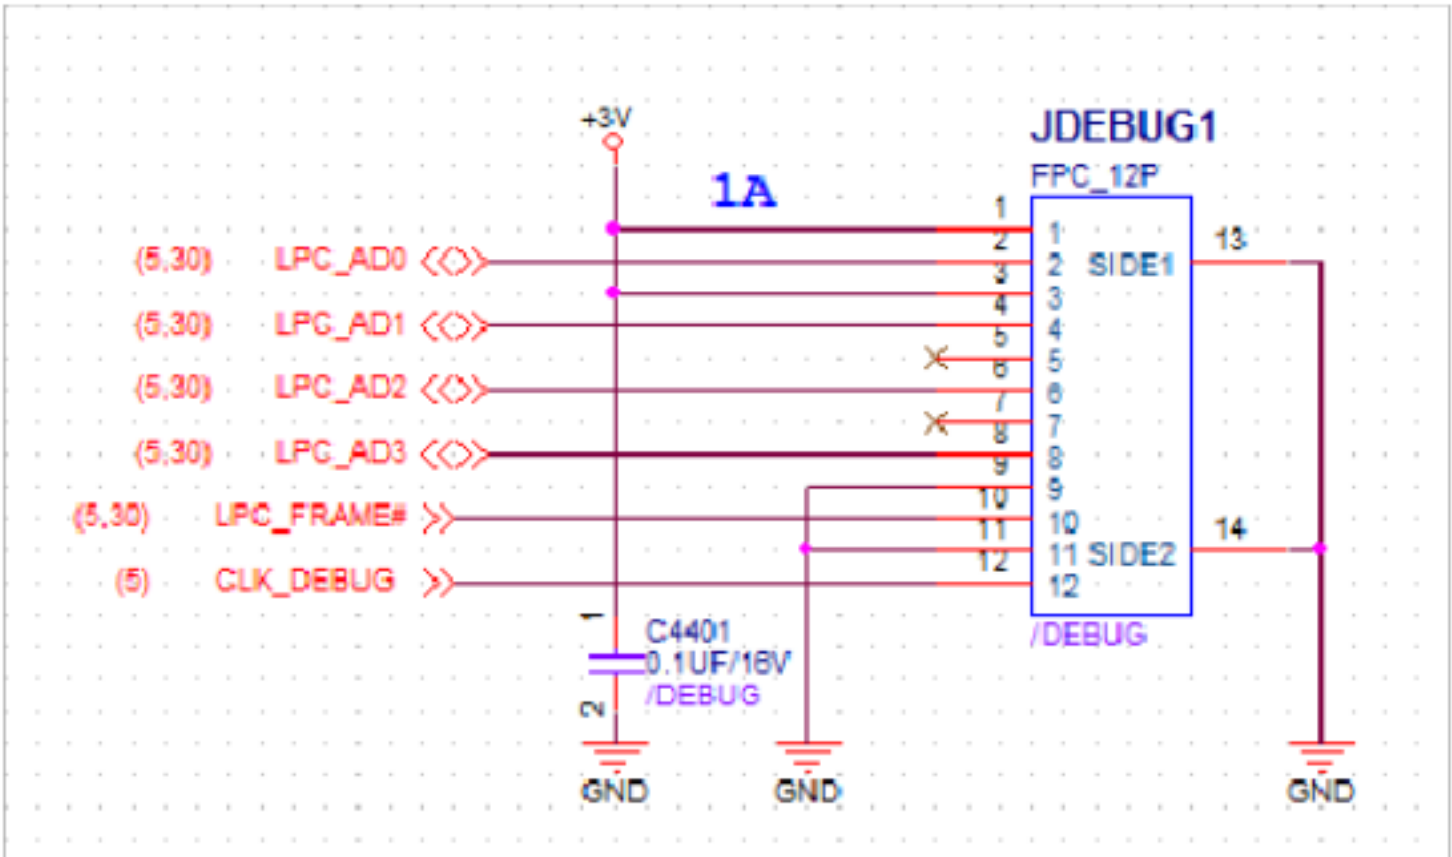 +3V
JDEBUG1
FPC_12P
1A
1 1
(5,30) LPC_AD0 2 2 SIDE1 13
3 3
(5,30) LPC_AD1 4 4
5 5
(5,30) LPC_AD2 6 6
7 7
(5,30) LPC_AD3 8 8
9 9
(5,30) LPC_FRAME# 10 10
11 11 SIDE2 14
(5) CLK_DEBUG 12 12
/DEBUG
1
C4401
0.1UF/16V
/DEBUG
2
GND GND GND